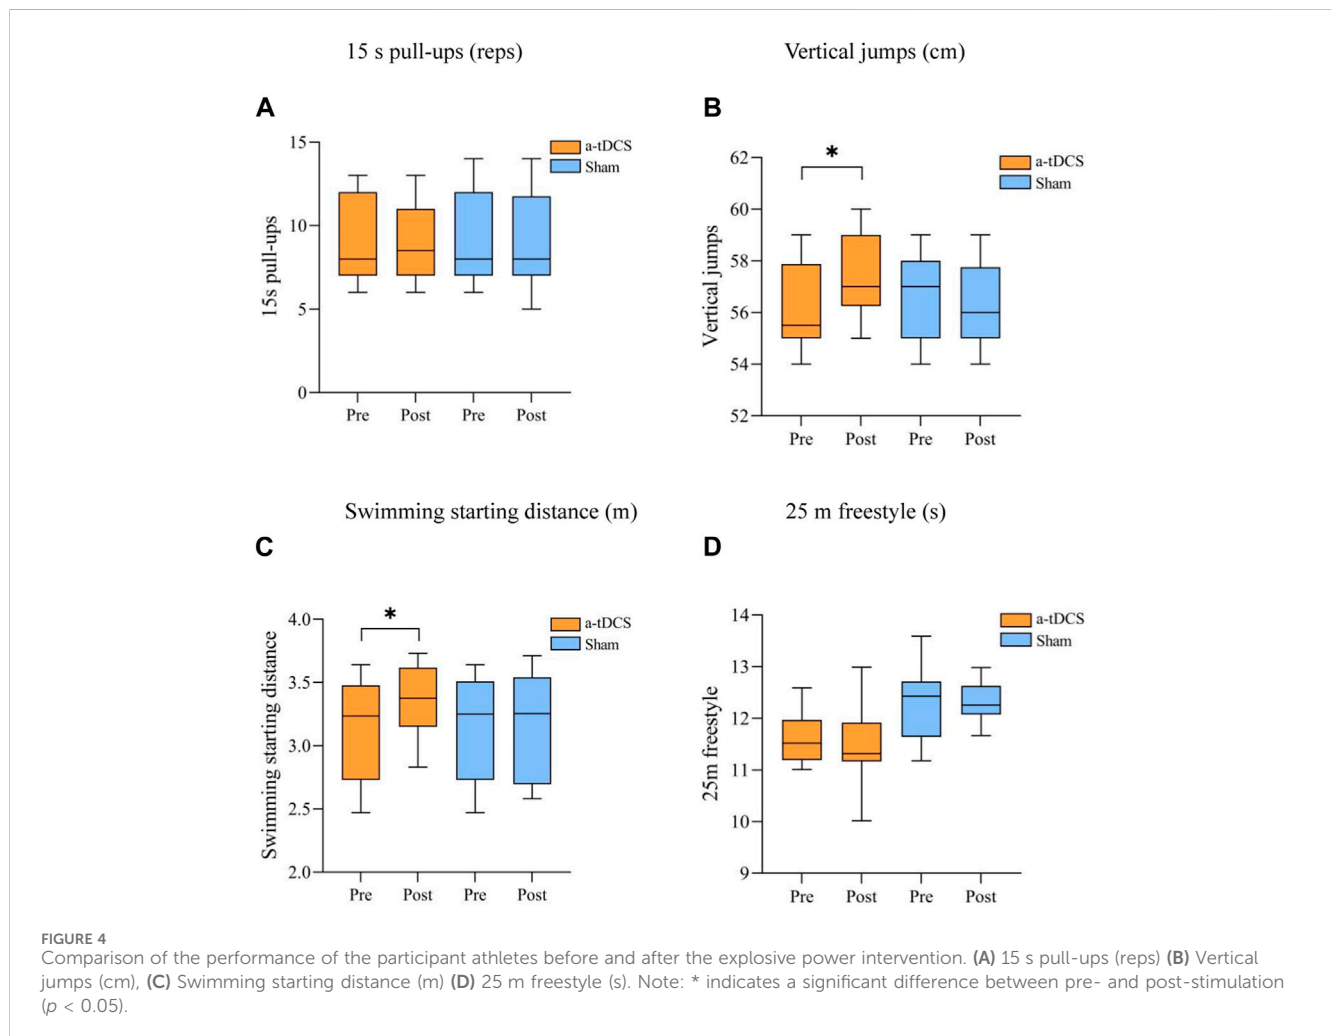 15 s pull-ups (reps)
Vertical jumps (cm)
A
15s pull-ups
15
10
5
0
Pre
Post
Pre
Post
a-tDCS
Sham
B
Vertical jumps
62
60
58
56
54
52
*
Pre
Post
Pre
Post
a-tDCS
Sham
Swimming starting distance (m)
25 m freestyle (s)
C
Swimming starting distance
4.0
3.5
3.0
2.5
2.0
*
Pre
Post
Pre
Post
a-tDCS
Sham
D
25m freestyle
14
13
12
11
10
9
Pre
Post
Pre
Post
a-tDCS
Sham
FIGURE 4
Comparison of the performance of the participant athletes before and after the explosive power intervention. (A) 15 s pull-ups (reps) (B) Vertical
jumps (cm), (C) Swimming starting distance (m) (D) 25 m freestyle (s). Note: * indicates a significant difference between pre- and post-stimulation
(p < 0.05).